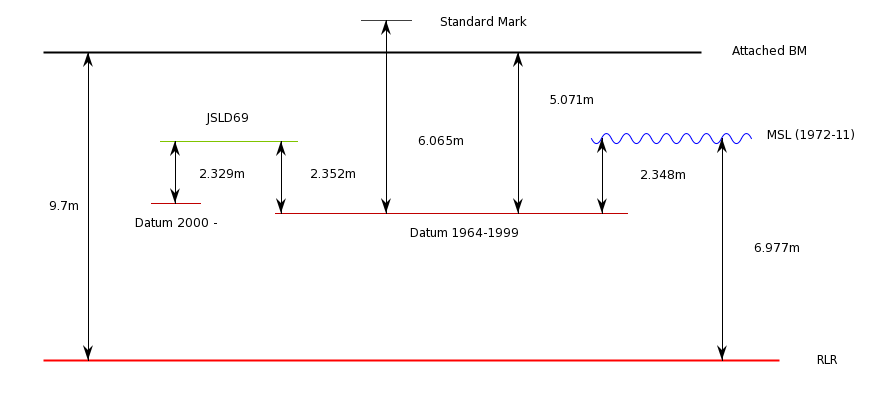 Standard Mark
Attached BM
5.071m
JSLD69
MSL (1972-11)
6.065m
2.329m
2.352m
2.348m
9.7m
Datum 2000 -
Datum 1964-1999
6.977m
RLR